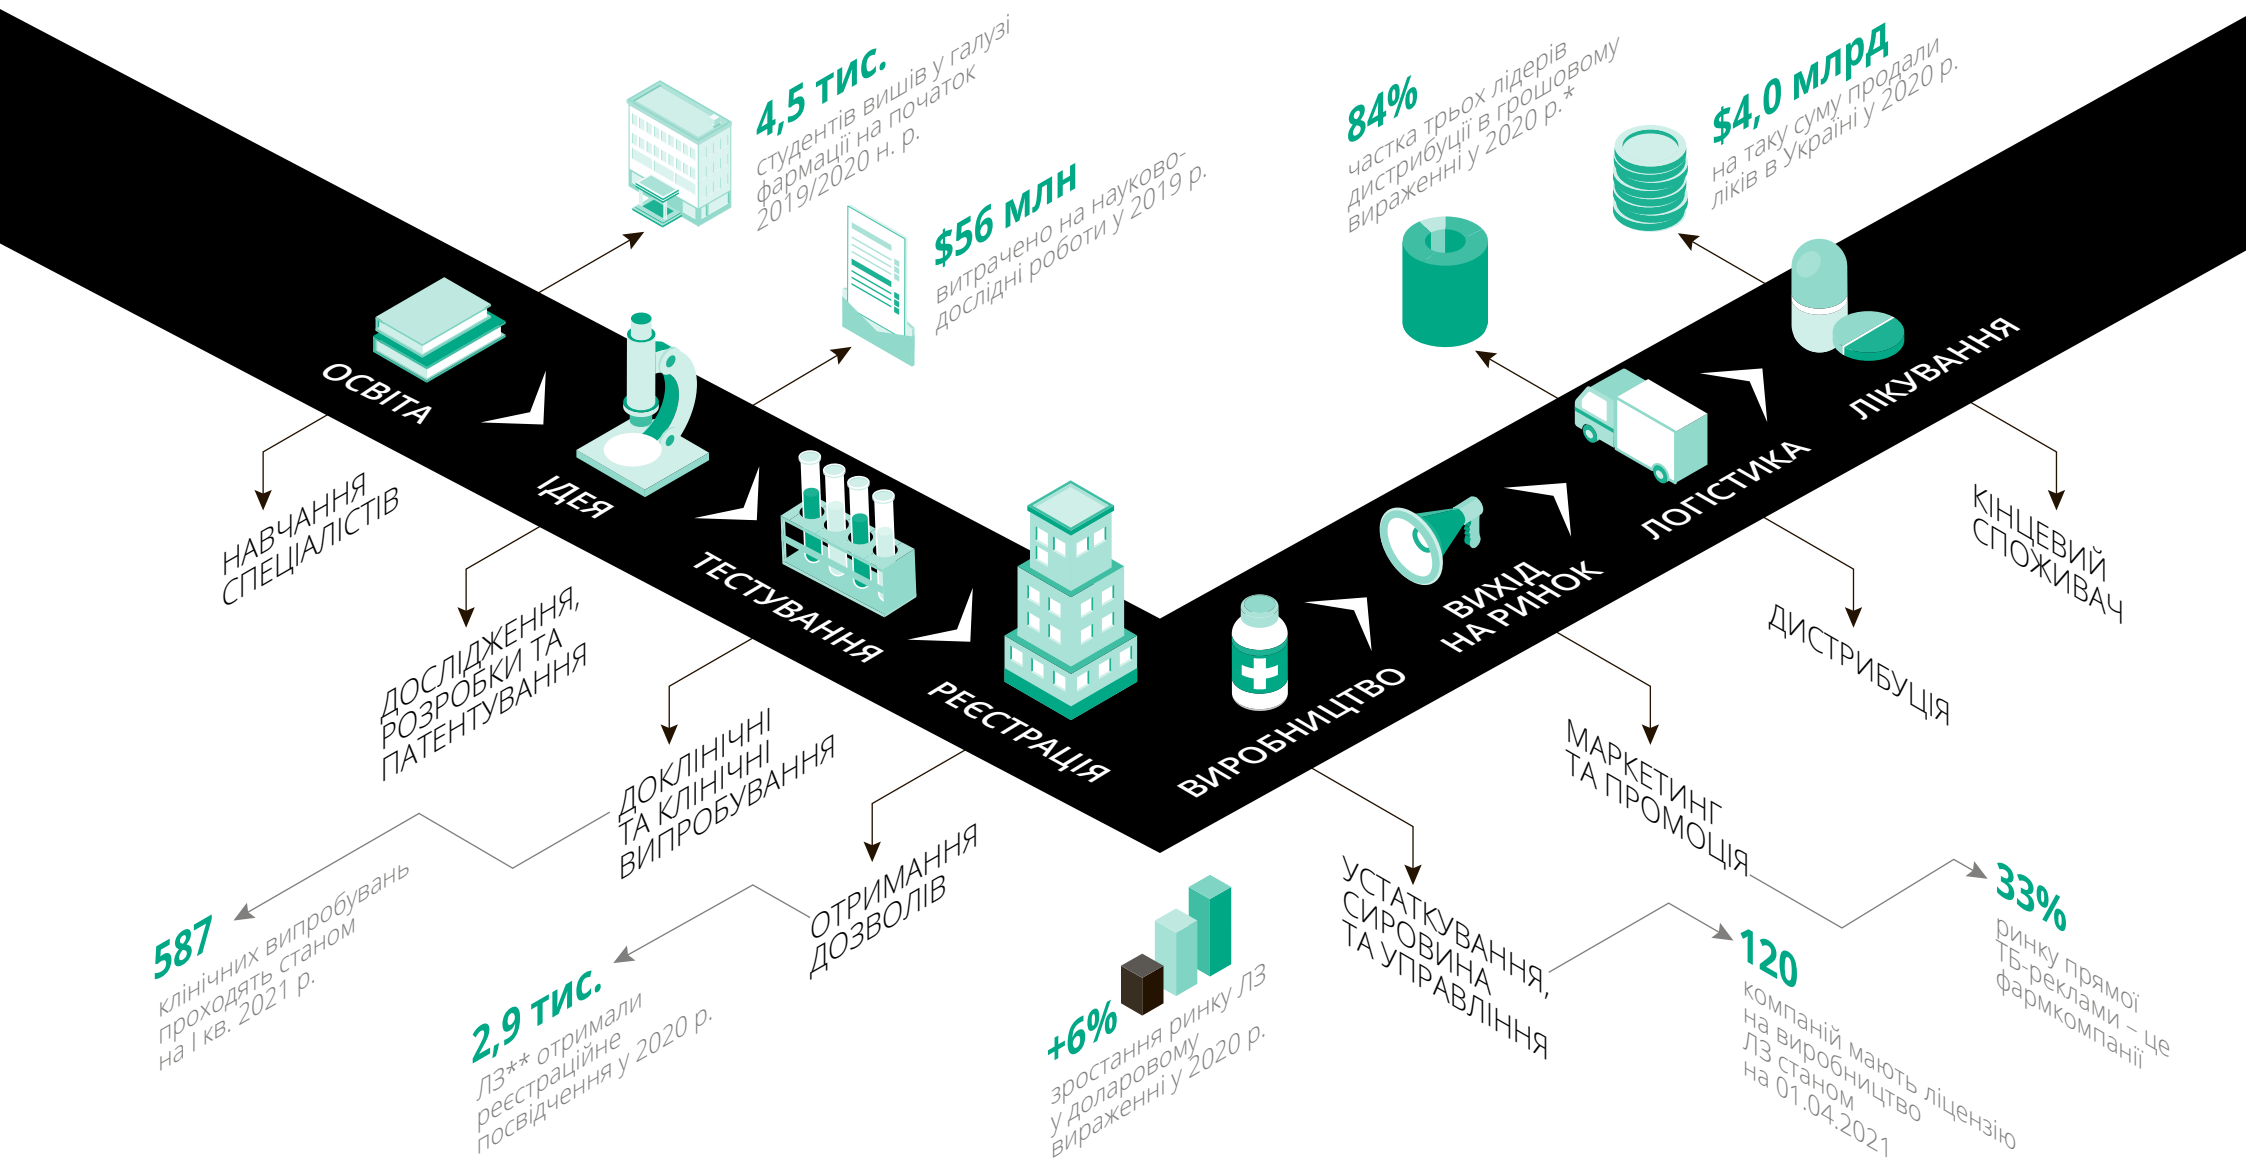 4,5 тис.
студентів вишів у галузі
фармації на початок
2019/2020 н. р.
$56 млн
витрачено на науково-
дослідні роботи у 2019 р.
84%
частка трьох лідерів
дистрибуції в грошовому
вираженні у 2020 р.*
$4,0 млрд
на таку суму продали
ліків в Україні у 2020 р.
ОСВІТА
ІДЕЯ
ТЕСТУВАННЯ
РЕЄСТРАЦІЯ
ВИРОБНИЦТВО
ВИХІД
НА РИНОК
ЛОГІСТИКА
ЛІКУВАННЯ
НАВЧАННЯ
СПЕЦІАЛІСТІВ
ДОСЛІДЖЕННЯ,
РОЗРОБКИ ТА
ПАТЕНТУВАННЯ
ДОКЛІНІЧНІ
ТА КЛІНІЧНІ
ВИПРОБУВАННЯ
ОТРИМАННЯ
ДОЗВОЛІВ
УСТАТКУВАННЯ,
СИРОВИНА
ТА УПРАВЛІННЯ
МАРКЕТИНГ
ТА ПРОМОЦІЯ
ДИСТРИБУЦІЯ
КІНЦЕВИЙ
СПОЖИВАЧ
587
клінічних випробувань
проходять станом
на І кв. 2021 р.
2,9 тис.
ЛЗ** отримали
реєстраційне
посвідчення у 2020 р.
+6%
зростання ринку ЛЗ
у доларовому
вираженні у 2020 р.
120
компаній мають ліцензію
на виробництво
ЛЗ станом
на 01.04.2021
33%
ринку прямої
ТБ-реклами – це
фармкомпанії